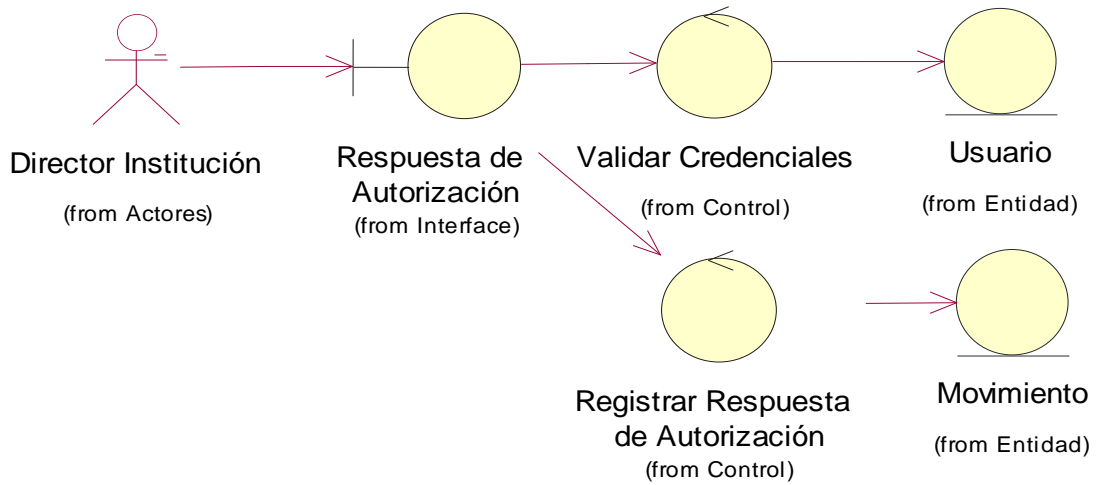 Director Institución
(from Actores)
Respuesta de
Autorización
(from Interface)
Validar Credenciales
(from Control)
Usuario
(from Entidad)
Registrar Respuesta
de Autorización
(from Control)
Movimiento
(from Entidad)